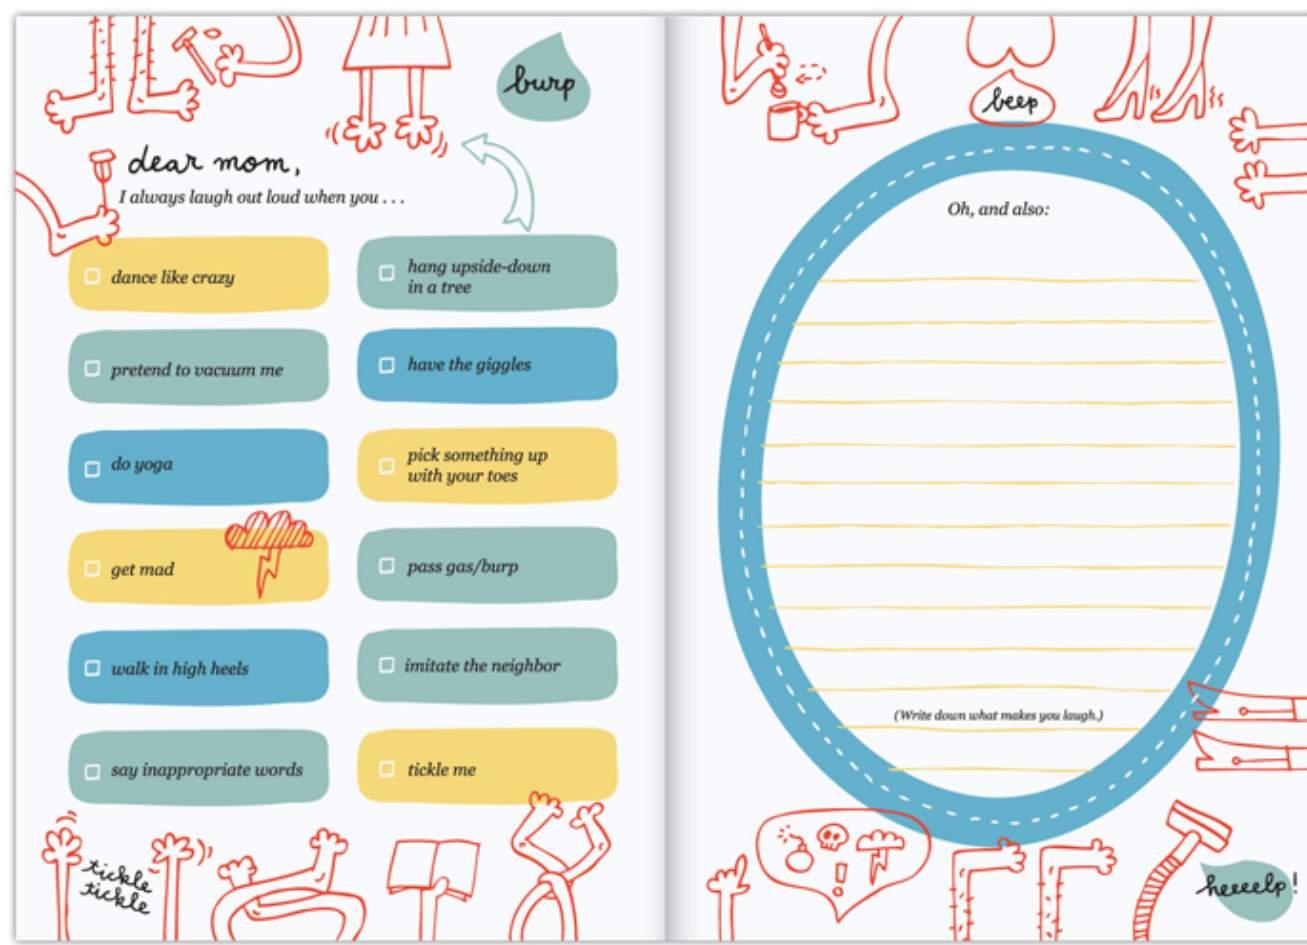 burp
dear mom,
I always laugh out loud when you . . .
dance like crazy
hang upside-down
in a tree
pretend to vacuum me
have the giggles
do yoga
pick something up
with your toes
get mad
pass gas/burp
walk in high heels
imitate the neighbor
say inappropriate words
tickle me
tickle
tickle
beep
Oh, and also:
(Write down what makes you laugh.)
!
heeeelp!